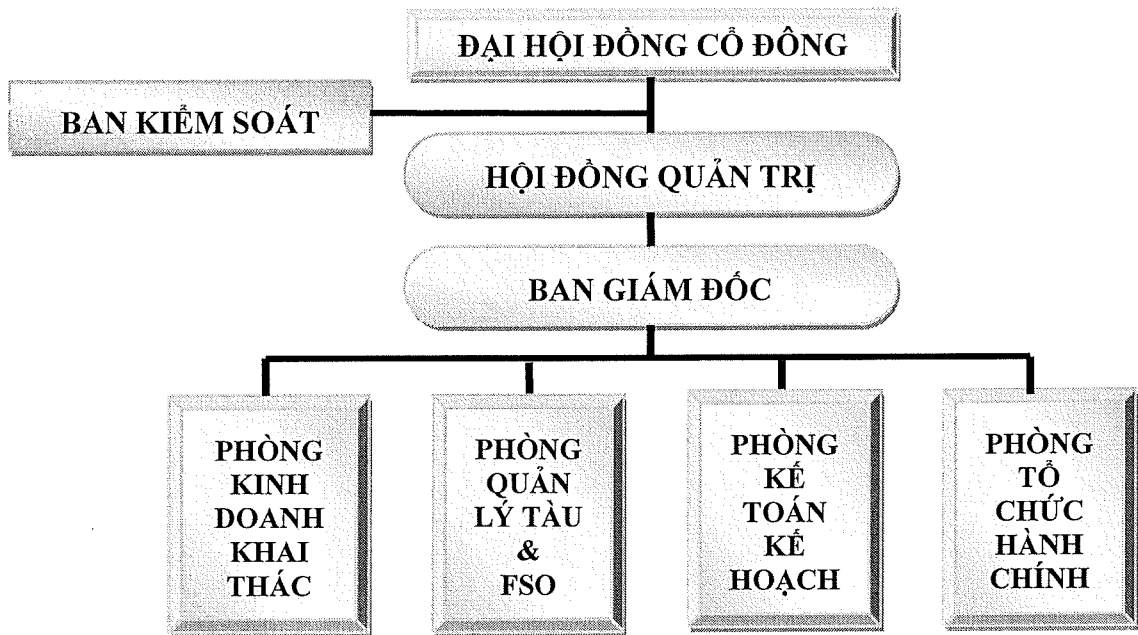 ĐẠI HỘI ĐỒNG CỔ ĐÔNG
BAN KIỂM SOÁT
HỘI ĐỒNG QUẢN TRỊ
BAN GIÁM ĐỐC
PHÒNG
KINH
DOANH
KHAI
THÁC
PHÒNG
QUẢN
LÝ TÀU
&
FSO
PHÒNG
KẾ
TOÁN
KẾ
HOẠCH
PHÒNG
TỔ
CHỨC
HÀNH
CHÍNH